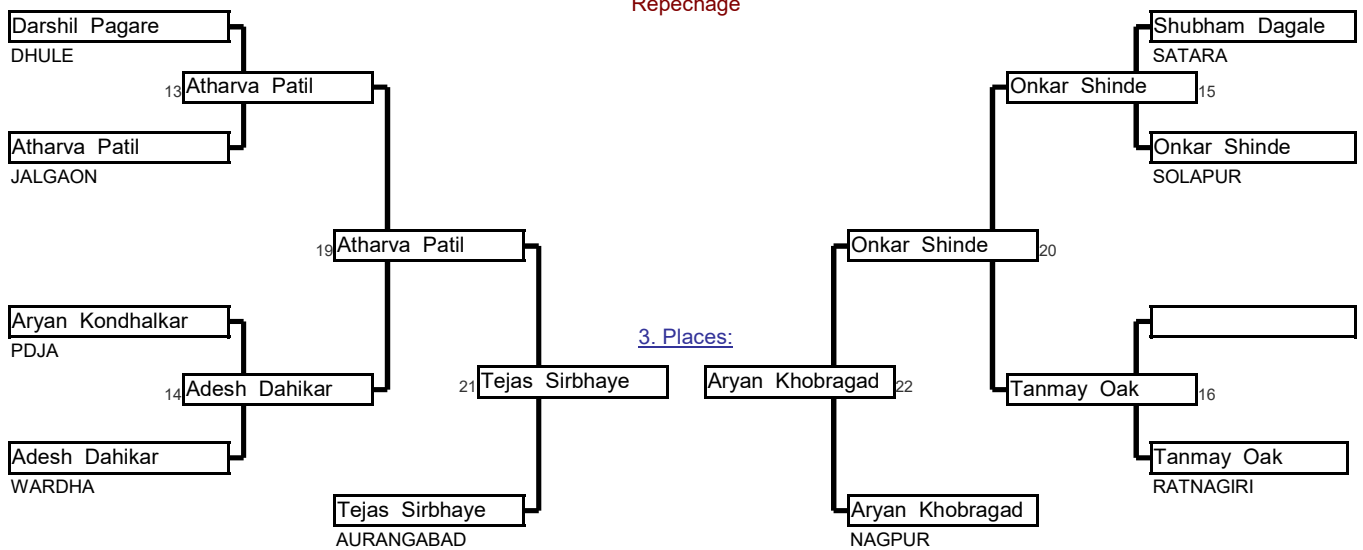 Repechage
Darshil Pagare
DHULE
13 Atharva Patil
Atharva Patil
JALGAON
19 Atharva Patil
Aryan Kondhalkar
PDJA
14 Adesh Dahikar
Adesh Dahikar
WARDHA
21 Tejas Sirbhaye
Tejas Sirbhaye
AURANGABAD
3. Places:
Shubham Dagale
SATARA
Onkar Shinde 15
Onkar Shinde
SOLAPUR
Onkar Shinde 20
Tanmay Oak 16
Tanmay Oak
RATNAGIRI
Aryan Khobragad 22
Aryan Khobragad
NAGPUR